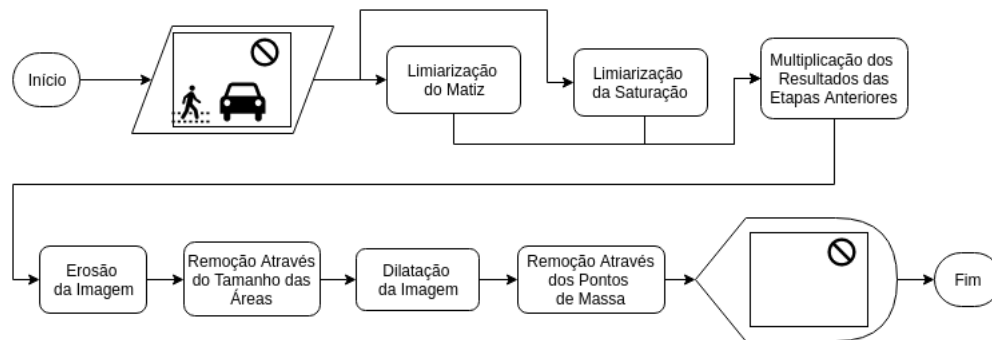 Início
Limiarização
do Matiz
Limiarização
da Saturação
Multiplicação dos
Resultados das
Etapas Anteriores
Erosão
da Imagem
Remoção Através
do Tamanho das
Áreas
Dilatação
da Imagem
Remoção Através
dos Pontos
de Massa
Fim